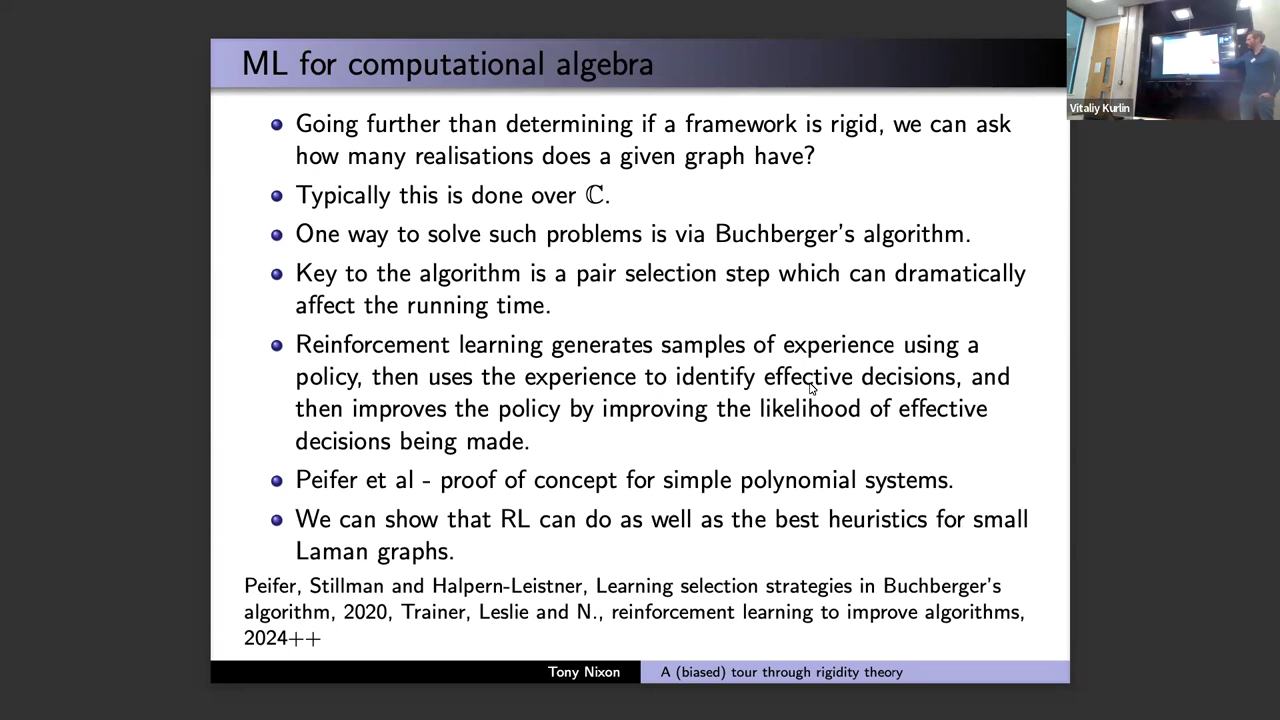 ML for computational algebra
Vitaliy Kurlin
Going further than determining if a framework is rigid, we can ask
how many realisations does a given graph have?
Typically this is done over ℂ.
One way to solve such problems is via Buchberger's algorithm.
Key to the algorithm is a pair selection step which can dramatically
affect the running time.
Reinforcement learning generates samples of experience using a
policy, then uses the experience to identify effective decisions, and
then improves the policy by improving the likelihood of effective
decisions being made.
Peifer et al - proof of concept for simple polynomial systems.
We can show that RL can do as well as the best heuristics for small
Laman graphs.
Peifer, Stillman and Halpern-Leistner, Learning selection strategies in Buchberger's
algorithm, 2020, Trainer, Leslie and N., reinforcement learning to improve algorithms,
2024++
Tony Nixon
A (biased) tour through rigidity theory